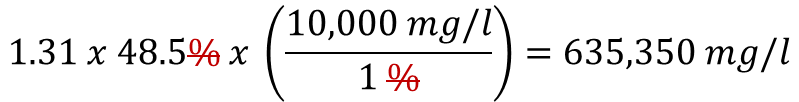 1.31 x 48.5% x (10,000 mg/l / 1 %) = 635,350 mg/l